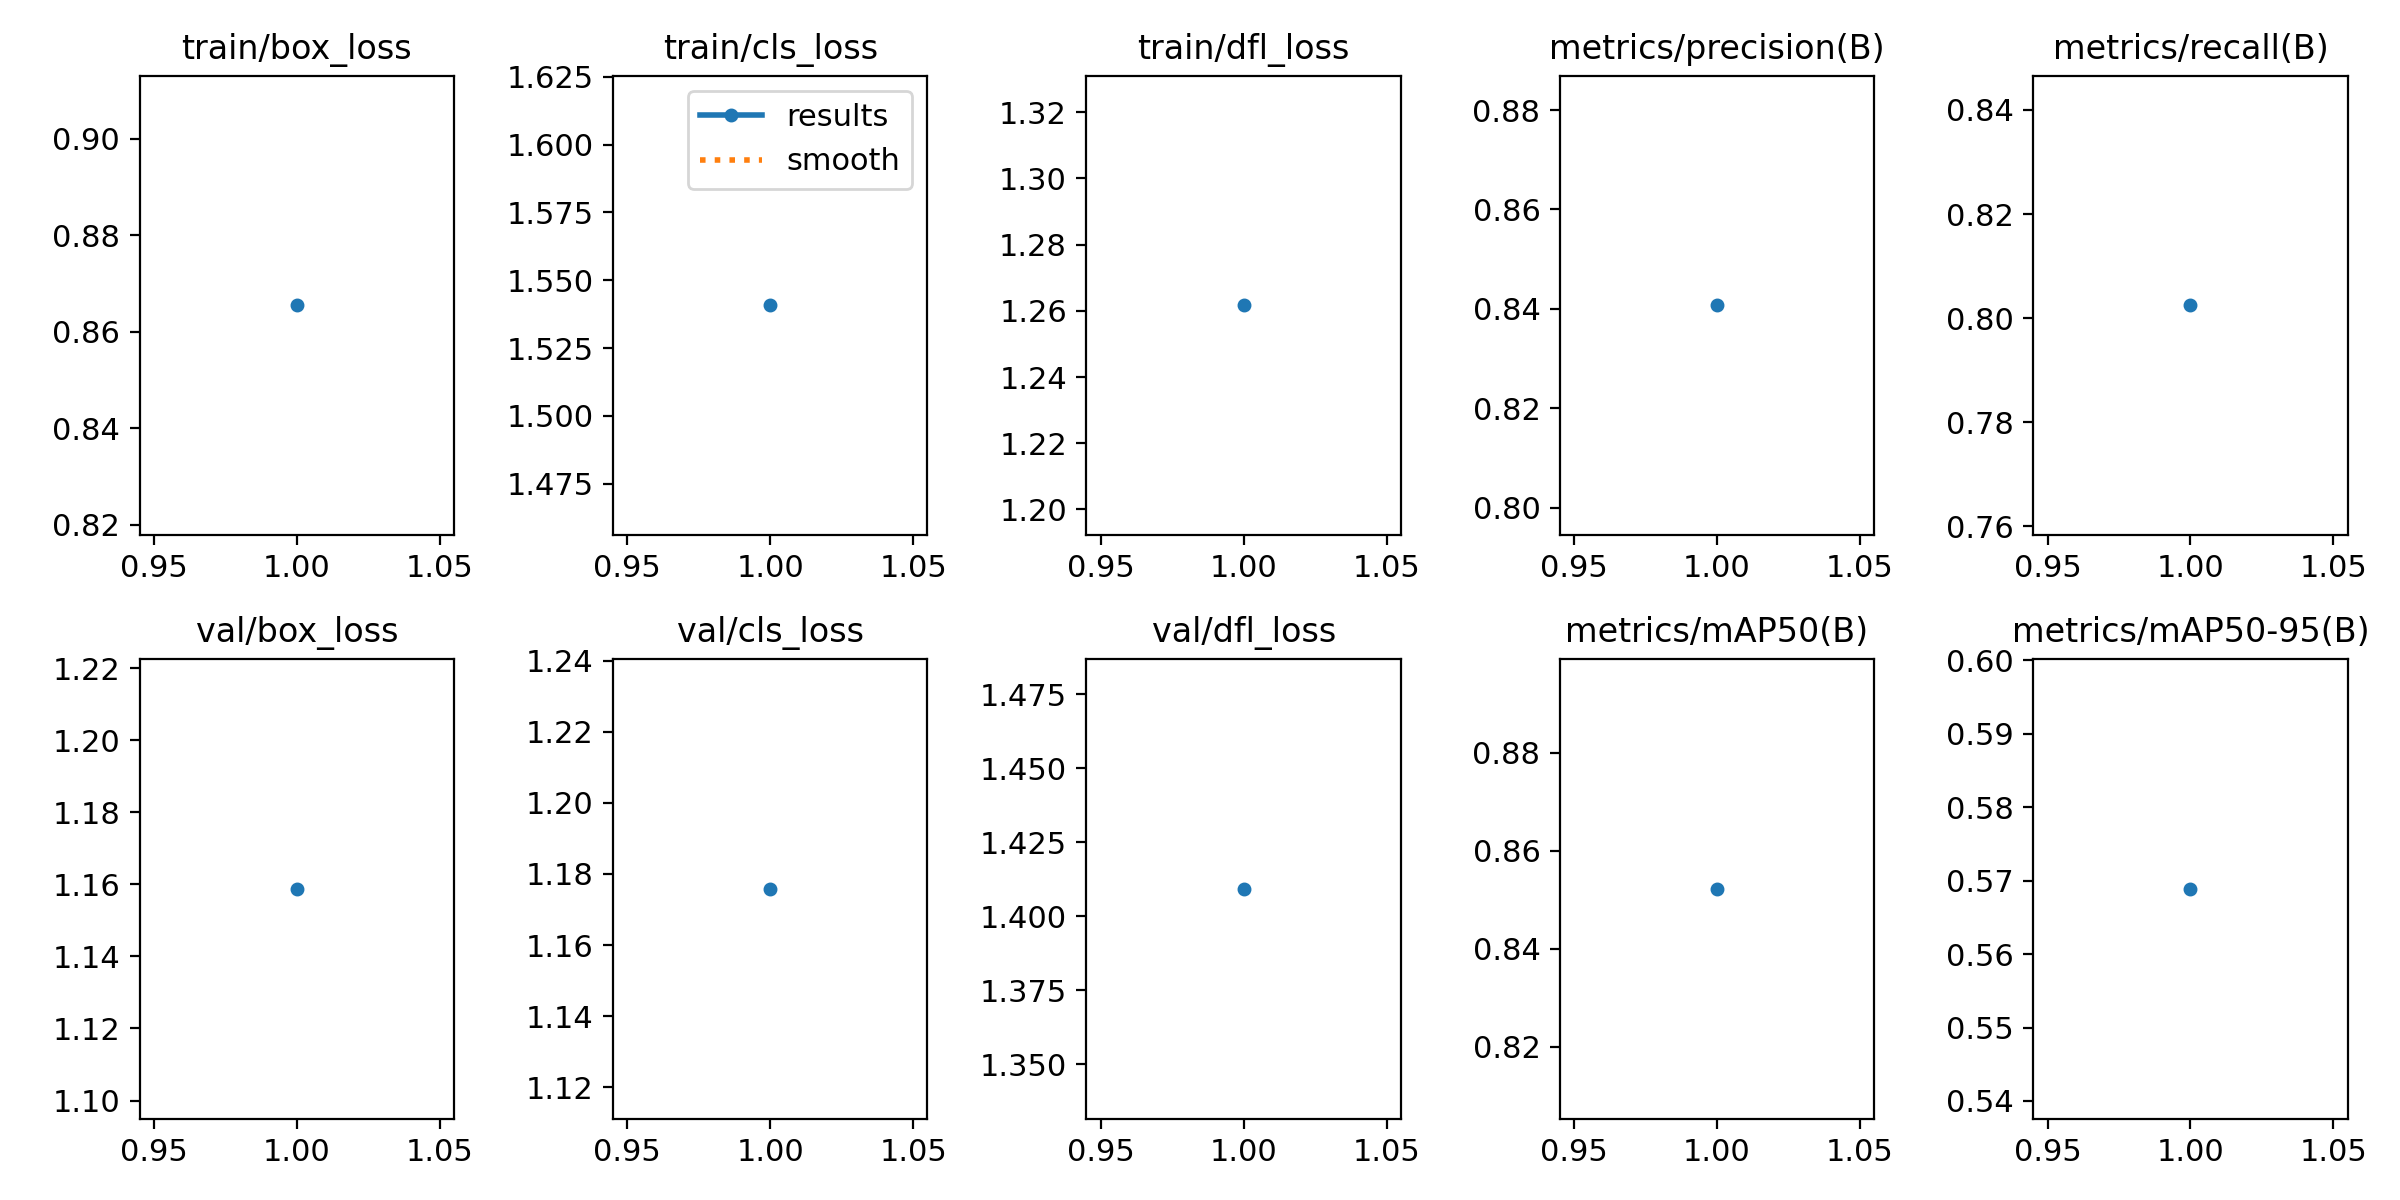 train/box_loss
0.90
0.88
0.86
0.84
0.82
0.95 1.00 1.05
train/cls_loss
1.625
1.600
1.575
1.550
1.525
1.500
1.475
results
smooth
0.95 1.00 1.05
train/dfl_loss
1.32
1.30
1.28
1.26
1.24
1.22
1.20
0.95 1.00 1.05
metrics/precision(B)
0.88
0.86
0.84
0.82
0.80
0.95 1.00 1.05
metrics/recall(B)
0.84
0.82
0.80
0.78
0.76
0.95 1.00 1.05
val/box_loss
1.22
1.20
1.18
1.16
1.14
1.12
1.10
0.95 1.00 1.05
val/cls_loss
1.24
1.22
1.20
1.18
1.16
1.14
1.12
0.95 1.00 1.05
val/dfl_loss
1.475
1.450
1.425
1.400
1.375
1.350
0.95 1.00 1.05
metrics/mAP50(B)
0.88
0.86
0.84
0.82
0.95 1.00 1.05
metrics/mAP50-95(B)
0.60
0.59
0.58
0.57
0.56
0.55
0.54
0.95 1.00 1.05